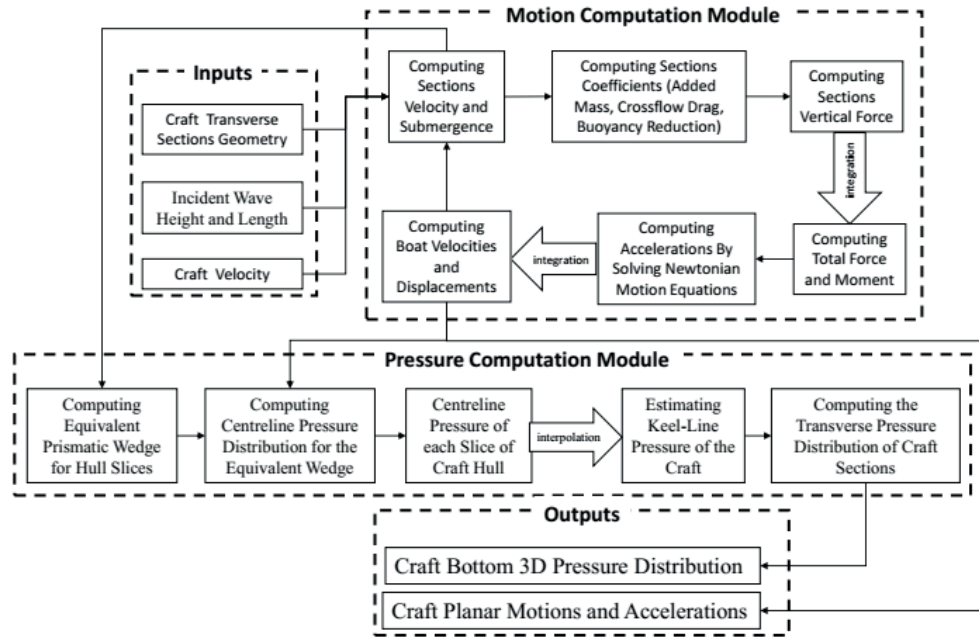 Motion Computation Module
Inputs
Craft Transverse
Sections Geometry
Incident Wave
Height and Length
Craft Velocity
Computing
Sections
Velocity and
Submergence
Computing Sections
Coefficients (Added
Mass, Crossflow Drag,
Buoyancy Reduction)
Computing
Sections
Vertical Force
integration
Computing
Total Force
and Moment
Computing
Accelerations By
Solving Newtonian
Motion Equations
integration
Computing
Boat Velocities
and
Displacements
Pressure Computation Module
Computing
Equivalent
Prismatic Wedge
for Hull Slices
Computing
Centreline Pressure
Distribution for the
Equivalent Wedge
Centreline
Pressure of
each Slice of
Craft Hull
interpolation
Estimating
Keel-Line
Pressure of the
Craft
Computing the
Transverse Pressure
Distribution of Craft
Sections
Outputs
Craft Bottom 3D Pressure Distribution
Craft Planar Motions and Accelerations